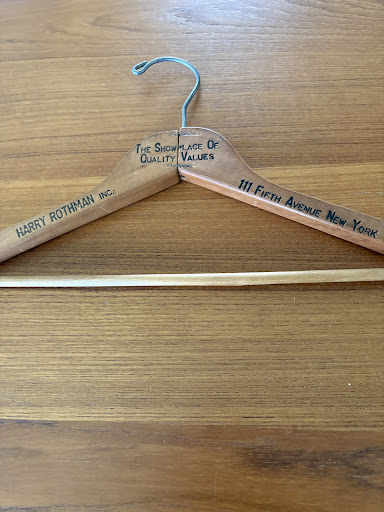 The Showplace Of
Quality Values
HARRY ROTHMAN INC.
111 Fifth Avenue New York